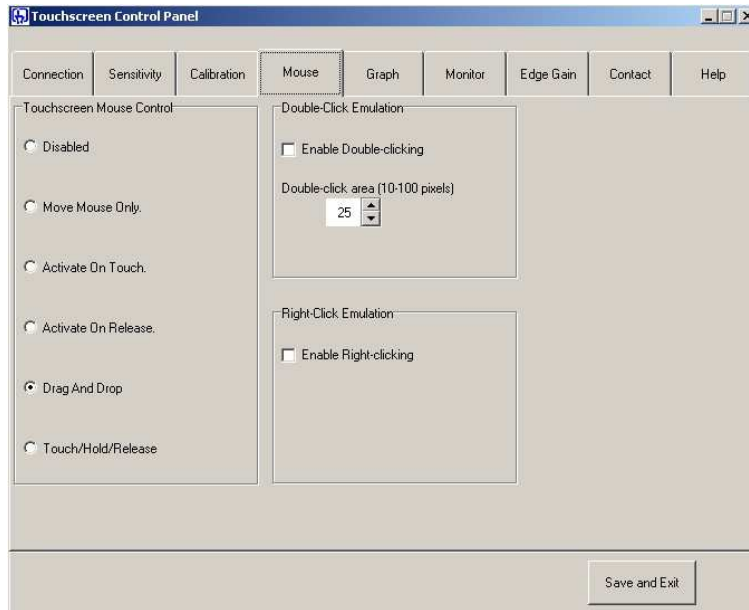 Touchscreen Control Panel
Connection Sensitivity Calibration Mouse Graph Monitor Edge Gain Contact Help
Touchscreen Mouse Control
Disabled
Move Mouse Only.
Activate On Touch.
Activate On Release.
Drag And Drop
Touch/Hold/Release
Double-Click Emulation
Enable Double-clicking
Double-click area (10-100 pixels)
25
Right-Click Emulation
Enable Right-clicking
Save and Exit